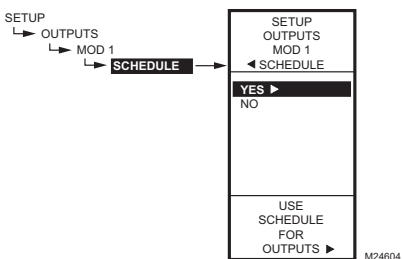 SETUP
OUTPUTS
MOD 1
SCHEDULE
SETUP
OUTPUTS
MOD 1
◄ SCHEDULE
YES ►
NO
USE
SCHEDULE
FOR
OUTPUTS ►
M24604